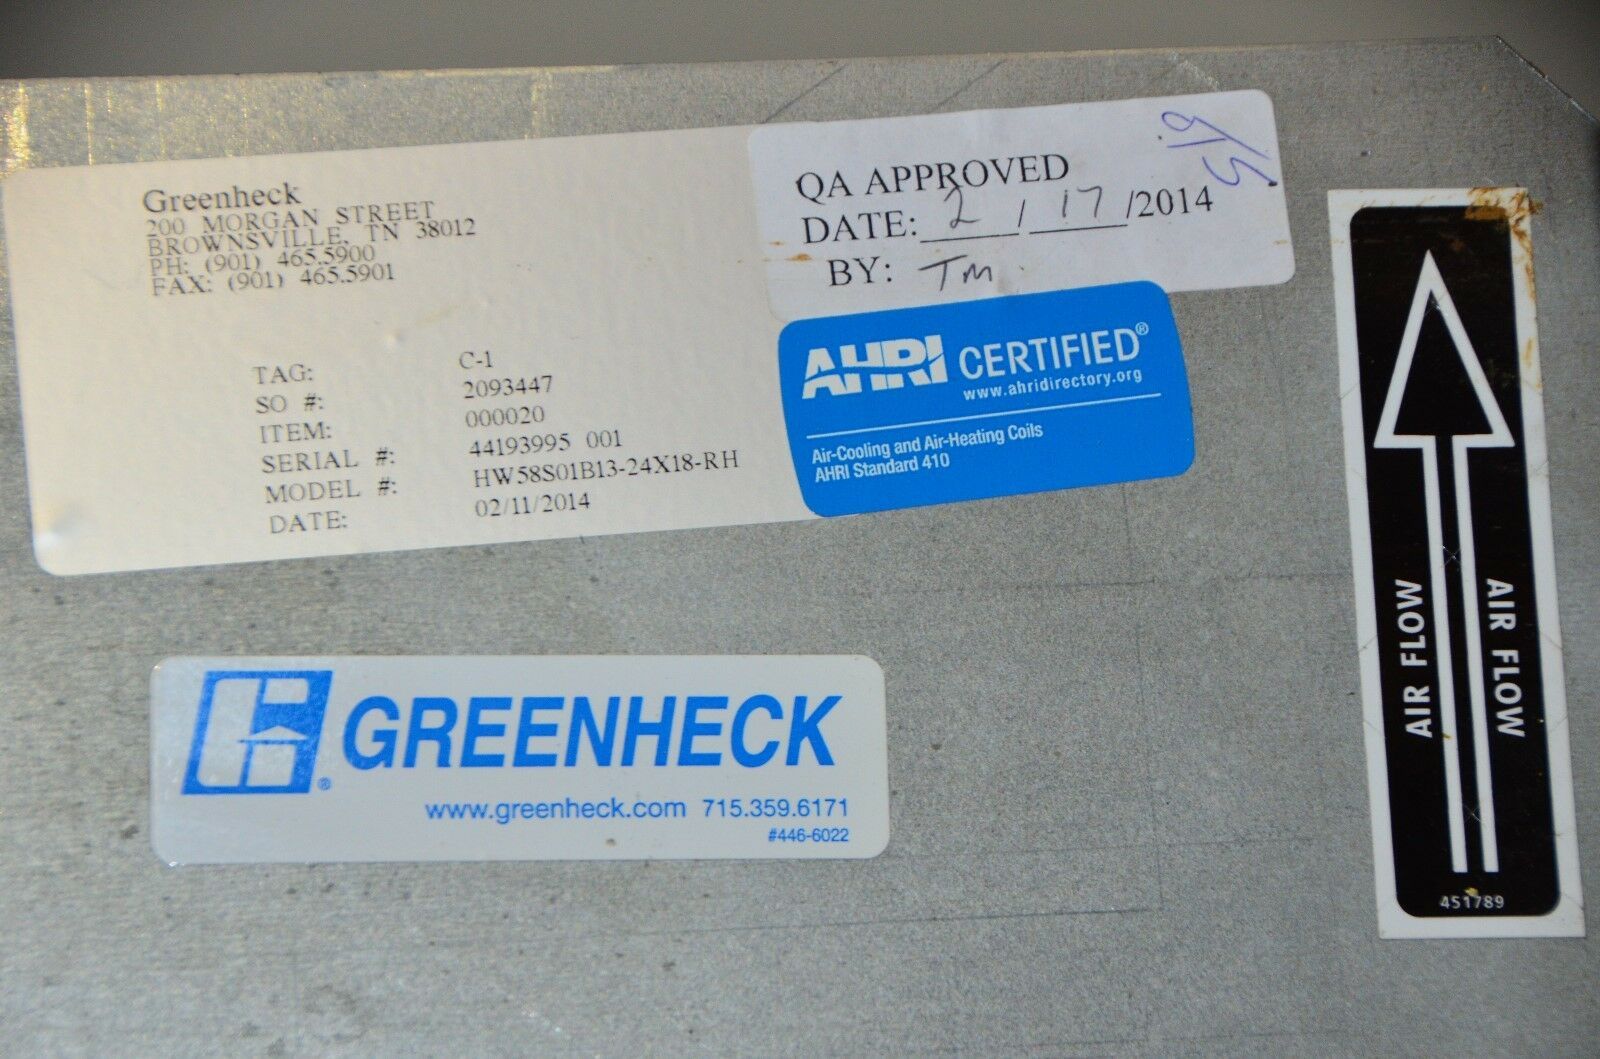 Greenheck
200 MORGAN STREET
BROWNSVILLE, TN 38012
PH: (901) 465.5900
FAX: (901) 465.5901
TAG: C-1
SO #: 2093447
ITEM: 000020
SERIAL #: 44193995 001
MODEL #: HW58S01B13-24X18-RH
DATE: 02/11/2014
QA APPROVED
DATE: 2 / 17 /2014
BY: TM
AHRI CERTIFIED®
www.ahridirectory.org
Air-Cooling and Air-Heating Coils
AHRI Standard 410
GREENHECK
www.greenheck.com 715.359.6171
#446-6022
AIR FLOW
AIR FLOW
451789